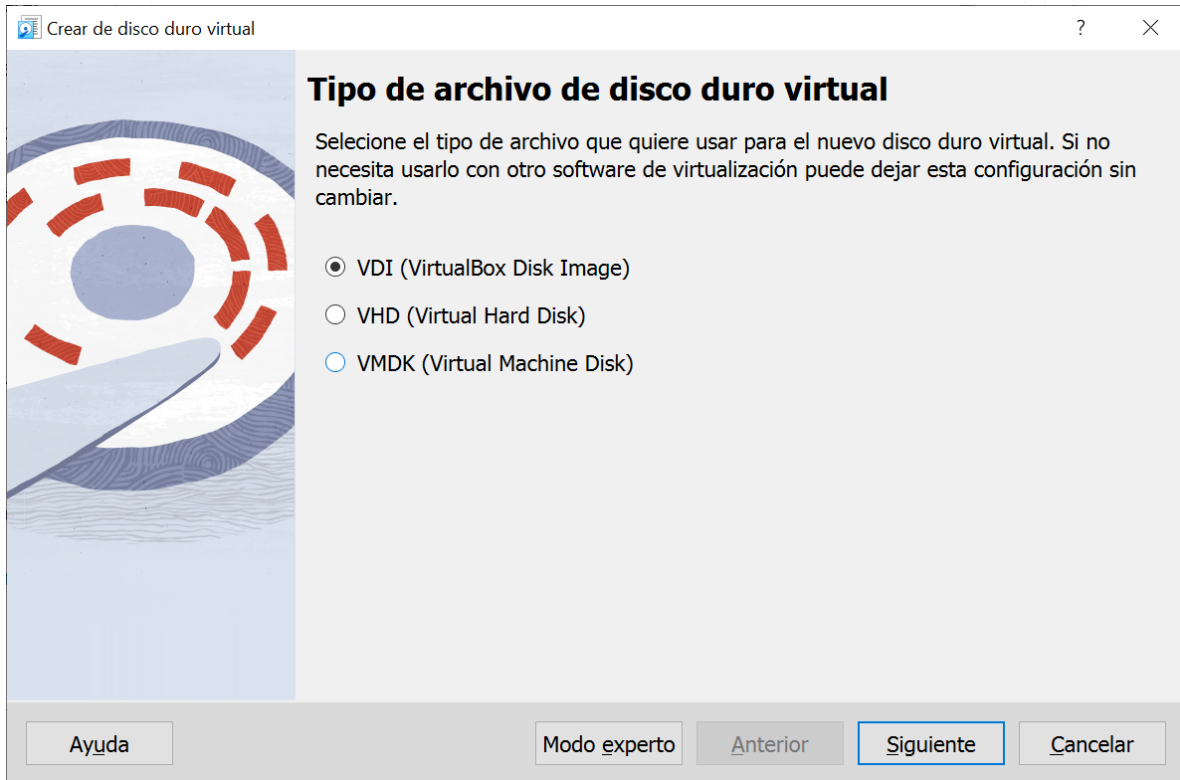 Crear de disco duro virtual
Tipo de archivo de disco duro virtual
Selecione el tipo de archivo que quiere usar para el nuevo disco duro virtual. Si no
necesita usarlo con otro software de virtualización puede dejar esta configuración sin
cambiar.
VDI (VirtualBox Disk Image)
VHD (Virtual Hard Disk)
VMDK (Virtual Machine Disk)
Ayuda
Modo experto
Anterior
Siguiente
Cancelar